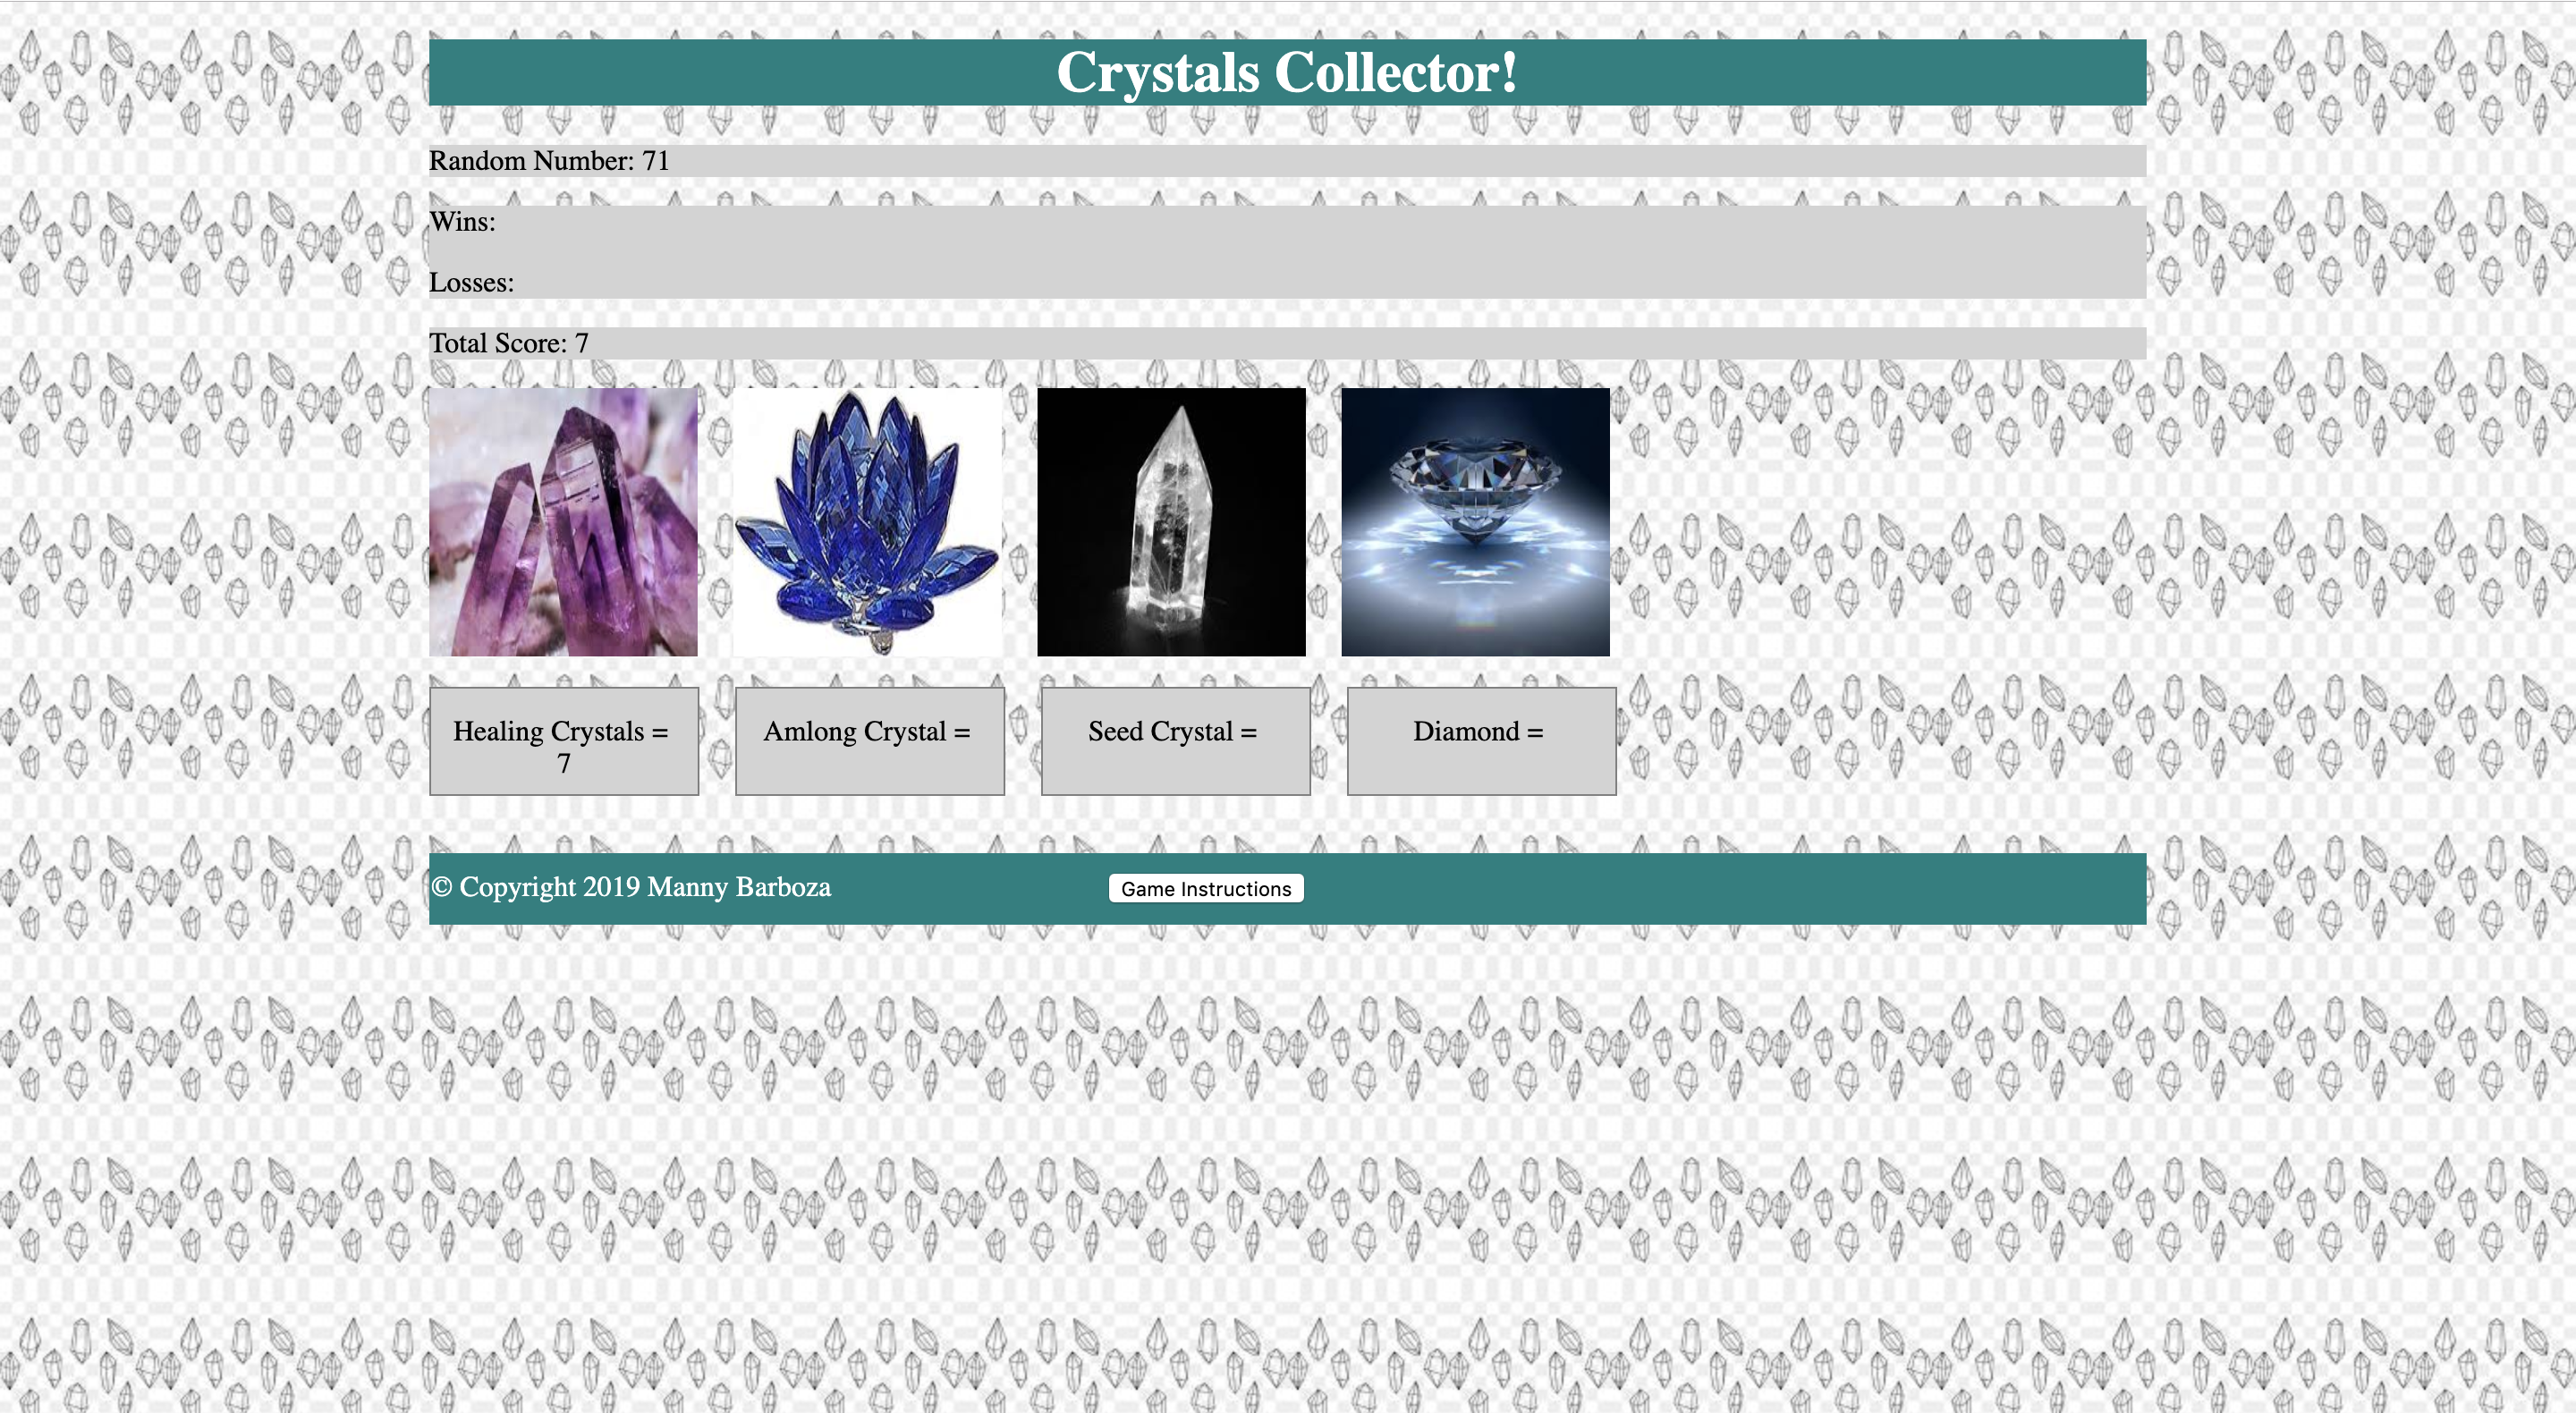 Crystals Collector!
Random Number: 71
Wins:
Losses:
Total Score: 7
Healing Crystals =
7
Amlong Crystal =
Seed Crystal =
Diamond =
© Copyright 2019 Manny Barboza
Game Instructions